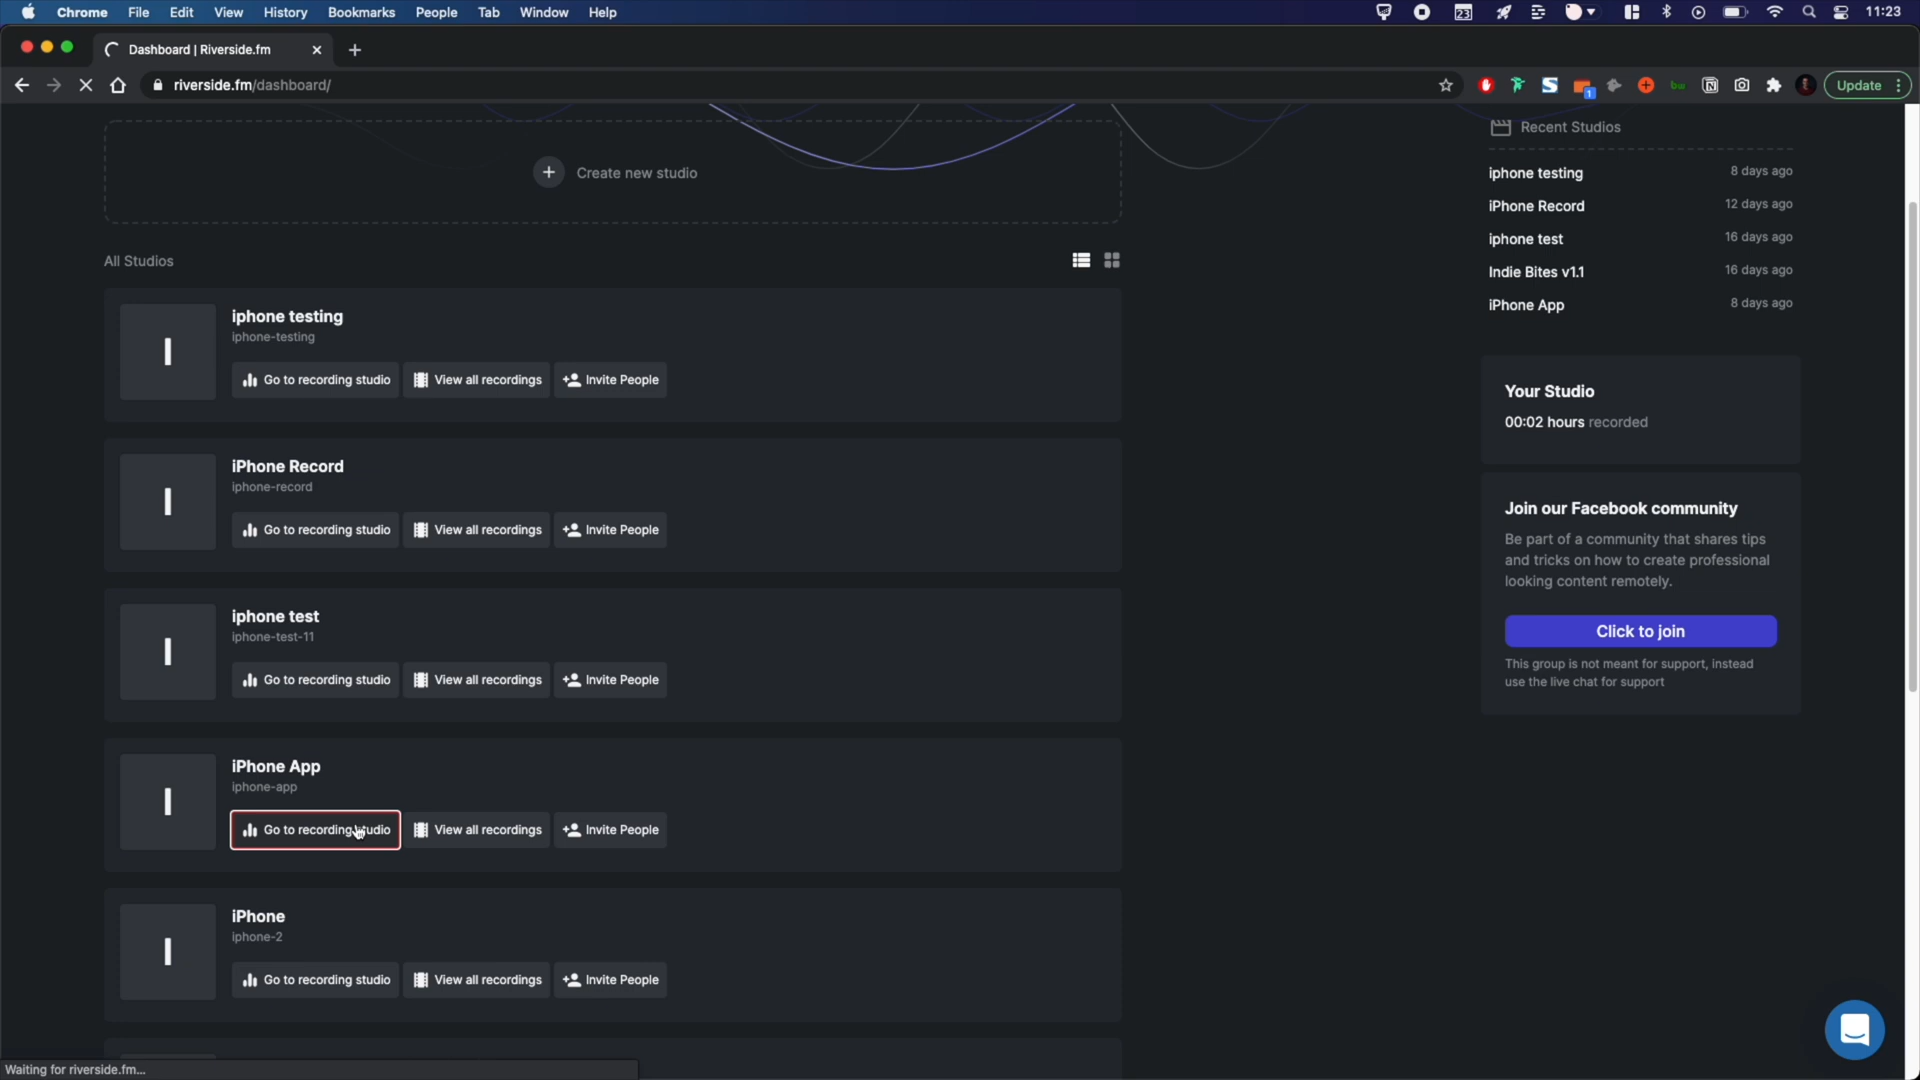 Chrome File Edit View History Bookmarks People Tab Window Help 23 11:23
Dashboard | Riverside.fm
riverside.fm/dashboard/ 1 Update
Create new studio
Recent Studios
iphone testing 8 days ago
iPhone Record 12 days ago
iphone test 16 days ago
Indie Bites v1.1 16 days ago
iPhone App 8 days ago
All Studios
I
iphone testing
iphone-testing
Go to recording studio View all recordings Invite People
I
iPhone Record
iphone-record
Go to recording studio View all recordings Invite People
I
iphone test
iphone-test-11
Go to recording studio View all recordings Invite People
I
iPhone App
iphone-app
Go to recording studio View all recordings Invite People
I
iPhone
iphone-2
Go to recording studio View all recordings Invite People
Your Studio
00:02 hours recorded
Join our Facebook community
Be part of a community that shares tips
and tricks on how to create professional
looking content remotely.
Click to join
This group is not meant for support, instead
use the live chat for support
Waiting for riverside.fm...